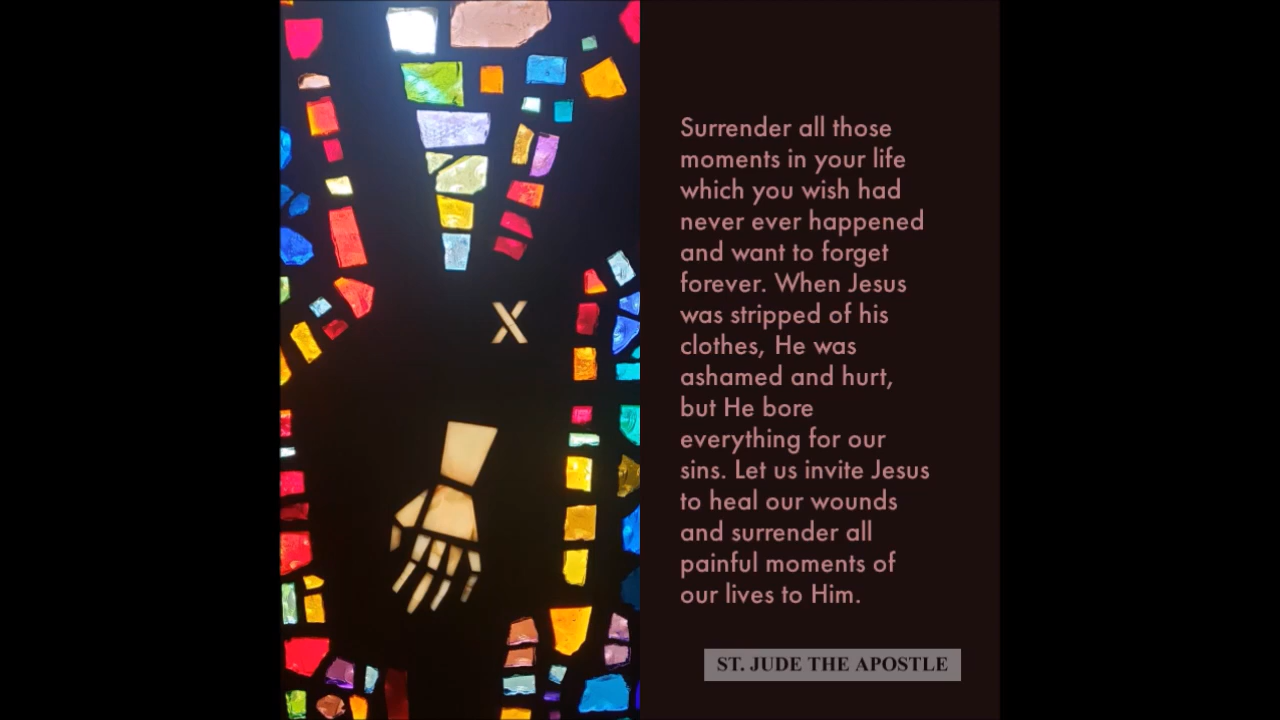 X
Surrender all those
moments in your life
which you wish had
never ever happened
and want to forget
forever. When Jesus
was stripped of his
clothes, He was
ashamed and hurt,
but He bore
everything for our
sins. Let us invite Jesus
to heal our wounds
and surrender all
painful moments of
our lives to Him.
ST. JUDE THE APOSTLE